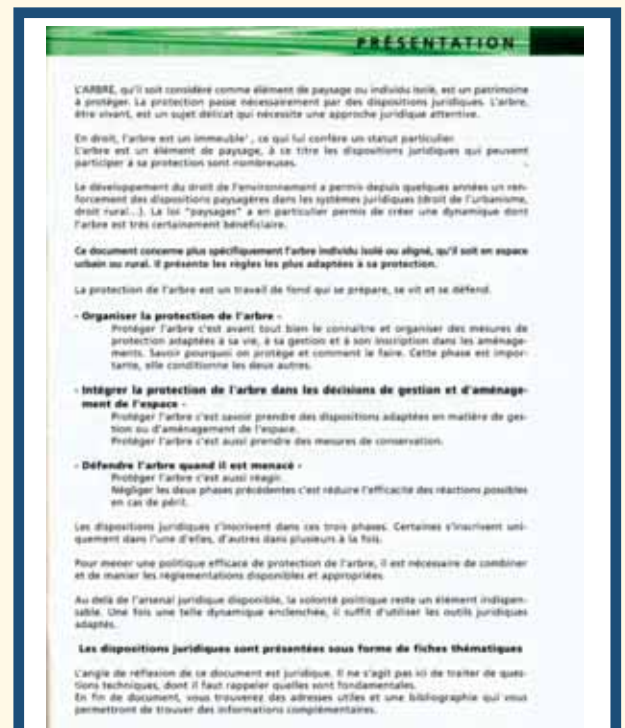 PRÉSENTATION
L'ARBRE, qu'il soit considéré comme élément de paysage ou individu isolé, est un patrimoine
à protéger. La protection passe nécessairement par des dispositions juridiques. L'arbre,
être vivant, est un sujet délicat qui nécessite une approche juridique attentive.
En droit, l'arbre est un immeuble¹, ce qui lui confère un statut particulier.
L'arbre est un élément de paysage, à ce titre les dispositions juridiques qui peuvent
participer à sa protection sont nombreuses.
Le développement du droit de l'environnement a permis depuis quelques années un ren-
forcement des dispositions paysagères dans les systèmes juridiques (droit de l'urbanisme,
droit rural...). La loi "paysages" a en particulier permis de créer une dynamique dont
l'arbre est très certainement bénéficiaire.
Ce document concerne plus spécifiquement l'arbre individu isolé ou aligné, qu'il soit en espace
urbain ou rural. Il présente les règles les plus adaptées à sa protection.
La protection de l'arbre est un travail de fond qui se prépare, se vit et se défend.
- Organiser la protection de l'arbre -
Protéger l'arbre c'est avant tout bien le connaître et organiser des mesures de
protection adaptées à sa vie, à sa gestion et à son inscription dans les aménage-
ments. Savoir pourquoi on protège et comment le faire. Cette phase est impor-
tante, elle conditionne les deux autres.
- Intégrer la protection de l'arbre dans les décisions de gestion et d'aménage-
ment de l'espace -
Protéger l'arbre c'est savoir prendre des dispositions adaptées en matière de ges-
tion ou d'aménagement de l'espace.
Protéger l'arbre c'est aussi prendre des mesures de conservation.
- Défendre l'arbre quand il est menacé -
Protéger l'arbre c'est aussi réagir.
Négliger les deux phases précédentes c'est réduire l'efficacité des réactions possibles
en cas de péril.
Les dispositions juridiques s'inscrivent dans ces trois phases. Certaines s'inscrivent uni-
quement dans l'une d'elles, d'autres dans plusieurs à la fois.
Pour mener une politique efficace de protection de l'arbre, il est nécessaire de combiner
et de manier les réglementations disponibles et appropriées.
Au delà de l'arsenal juridique disponible, la volonté politique reste un élément indispen-
sable. Une fois une telle dynamique enclenchée, il suffit d'utiliser les outils juridiques
adaptés.
Les dispositions juridiques sont présentées sous forme de fiches thématiques
L'angle de réflexion de ce document est juridique. Il ne s'agit pas ici de traiter de ques-
tions techniques, dont il faut rappeler quelles sont fondamentales.
En fin de document, vous trouverez des adresses utiles et une bibliographie qui vous
permettront de trouver des informations complémentaires.